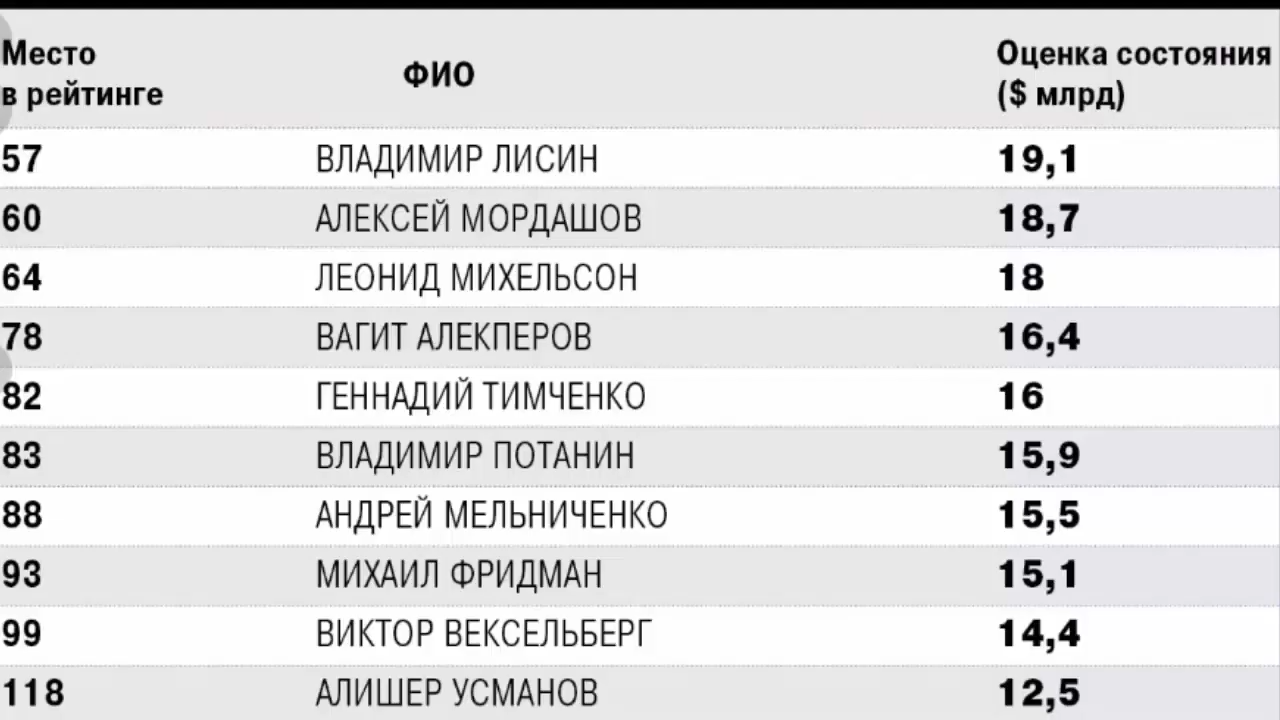 Место
в рейтинге
ФИО
Оценка состояния
($ млрд)
57 ВЛАДИМИР ЛИСИН 19,1
60 АЛЕКСЕЙ МОРДАШОВ 18,7
64 ЛЕОНИД МИХЕЛЬСОН 18
78 ВАГИТ АЛЕКПЕРОВ 16,4
82 ГЕННАДИЙ ТИМЧЕНКО 16
83 ВЛАДИМИР ПОТАНИН 15,9
88 АНДРЕЙ МЕЛЬНИЧЕНКО 15,5
93 МИХАИЛ ФРИДМАН 15,1
99 ВИКТОР ВЕКСЕЛЬБЕРГ 14,4
118 АЛИШЕР УСМАНОВ 12,5